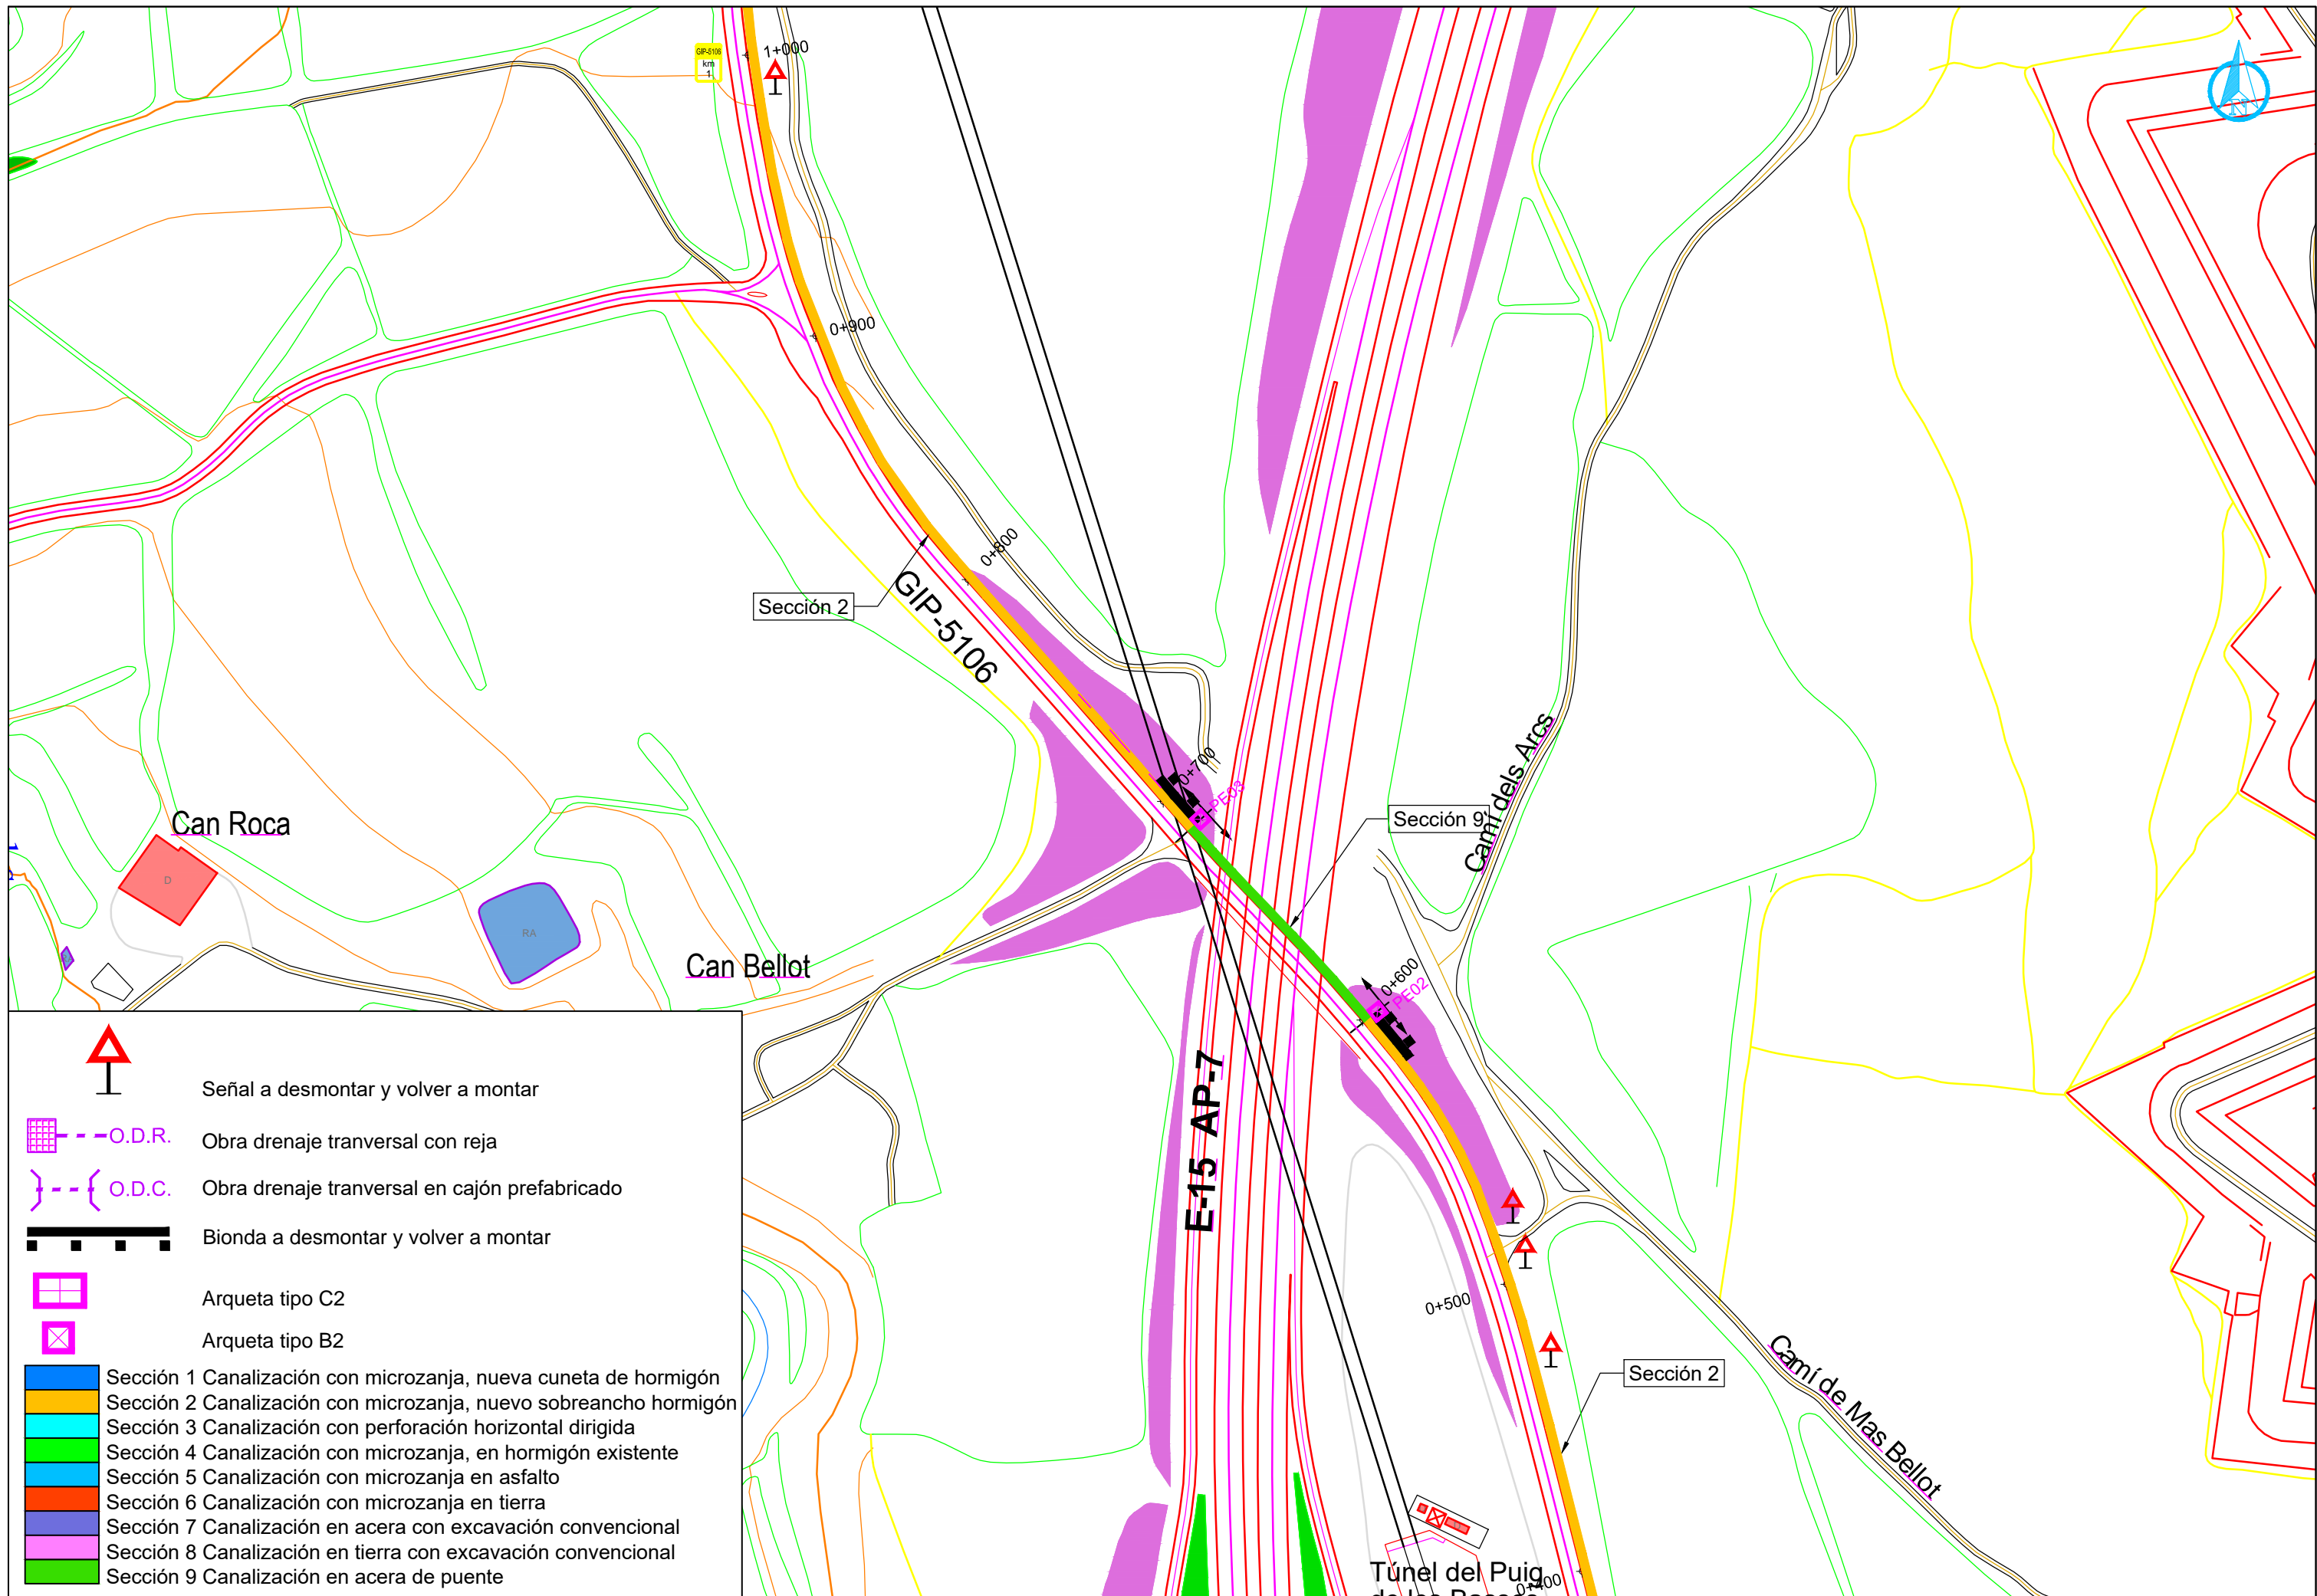 GIP-5106
km
1
1+000
N
0+900
0+800
Sección 2
GIP-5106
0+700
PE03
Sección 9
Camí dels Arcs
Can Roca
D
RA
Can Bellot
0+600
PE02
E-15 AP-7
0+500
Sección 2
Camí de Mas Bellot
Túnel del Puig
0+400
Señal a desmontar y volver a montar
O.D.R. Obra drenaje tranversal con reja
O.D.C. Obra drenaje tranversal en cajón prefabricado
Bionda a desmontar y volver a montar
Arqueta tipo C2
Arqueta tipo B2
Sección 1 Canalización con microzanja, nueva cuneta de hormigón
Sección 2 Canalización con microzanja, nuevo sobreancho hormigón
Sección 3 Canalización con perforación horizontal dirigida
Sección 4 Canalización con microzanja, en hormigón existente
Sección 5 Canalización con microzanja en asfalto
Sección 6 Canalización con microzanja en tierra
Sección 7 Canalización en acera con excavación convencional
Sección 8 Canalización en tierra con excavación convencional
Sección 9 Canalización en acera de puente